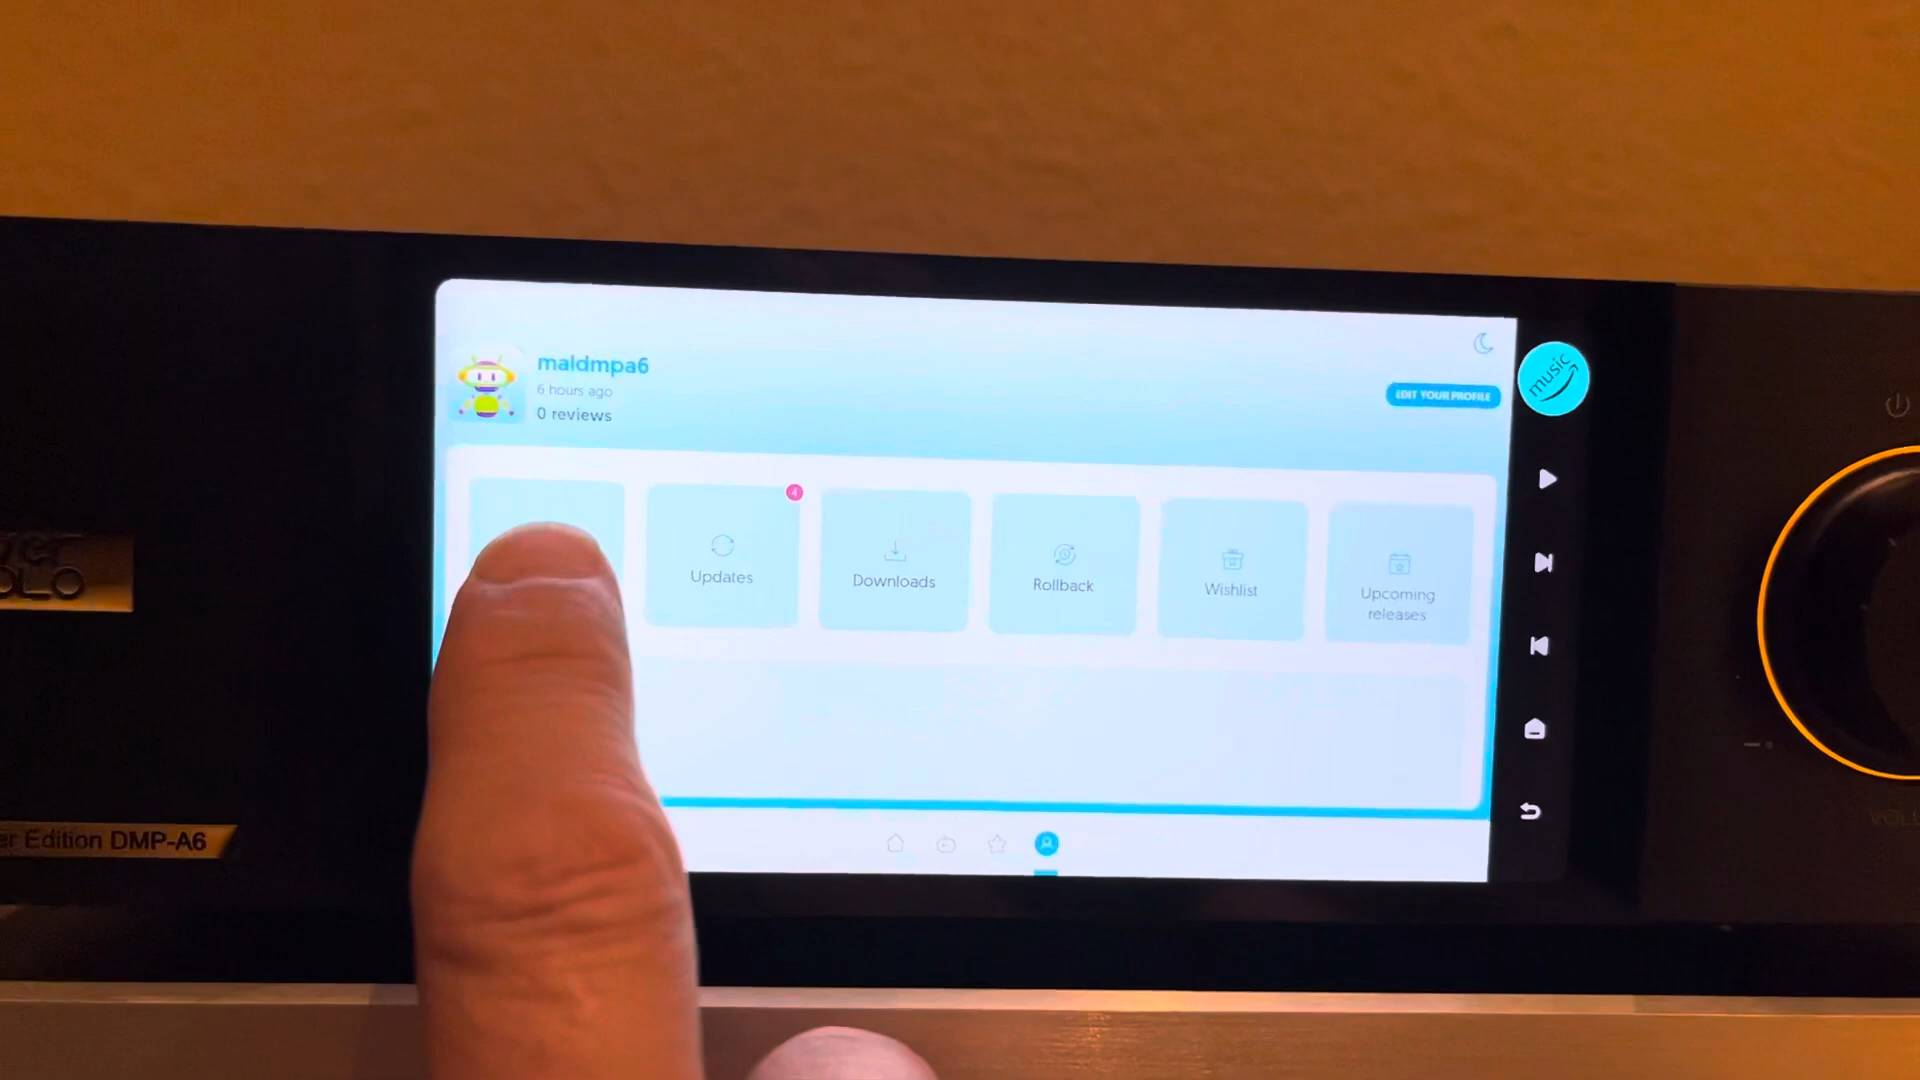 maldmpa6
6 hours ago
0 reviews
EDIT YOUR PROFILE
music
4
Updates
Downloads
Rollback
Wishlist
Upcoming
releases
Edition DMP-A6